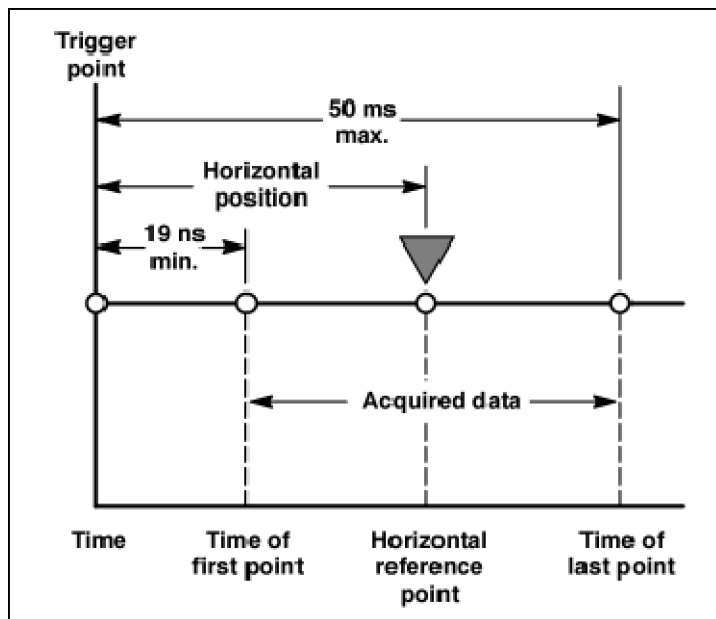 Trigger
point
50 ms
max.
Horizontal
position
19 ns
min.
Acquired data
Time
Time of
first point
Horizontal
reference
point
Time of
last point